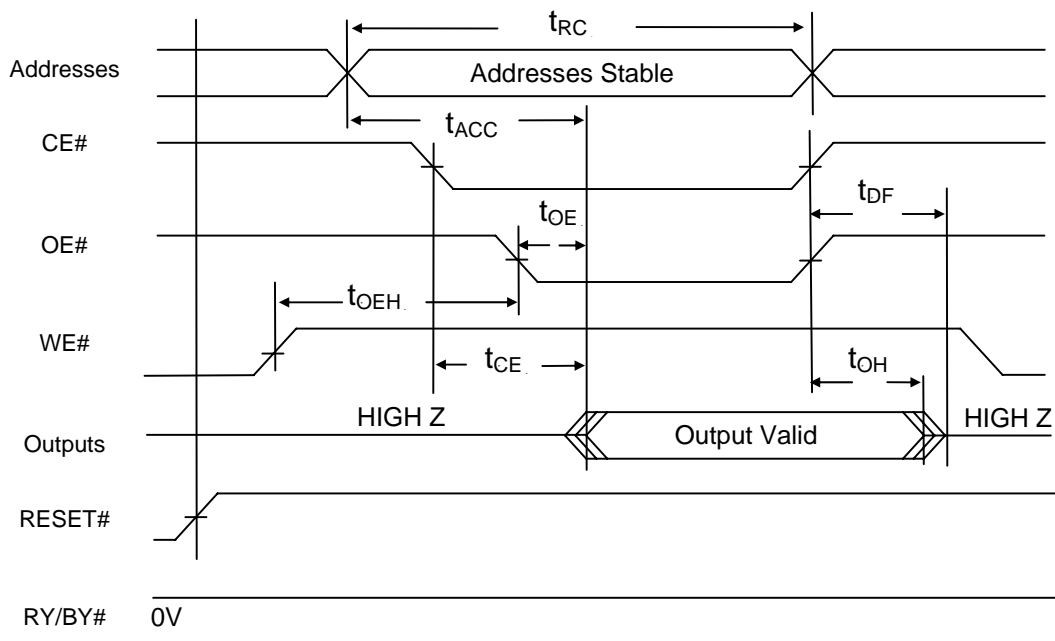 tRC
Addresses
Addresses Stable
tACC
CE#
tDF
tOE
OE#
tOEH
WE#
tCE
tOH
HIGH Z
HIGH Z
Output Valid
Outputs
RESET#
RY/BY#
0V